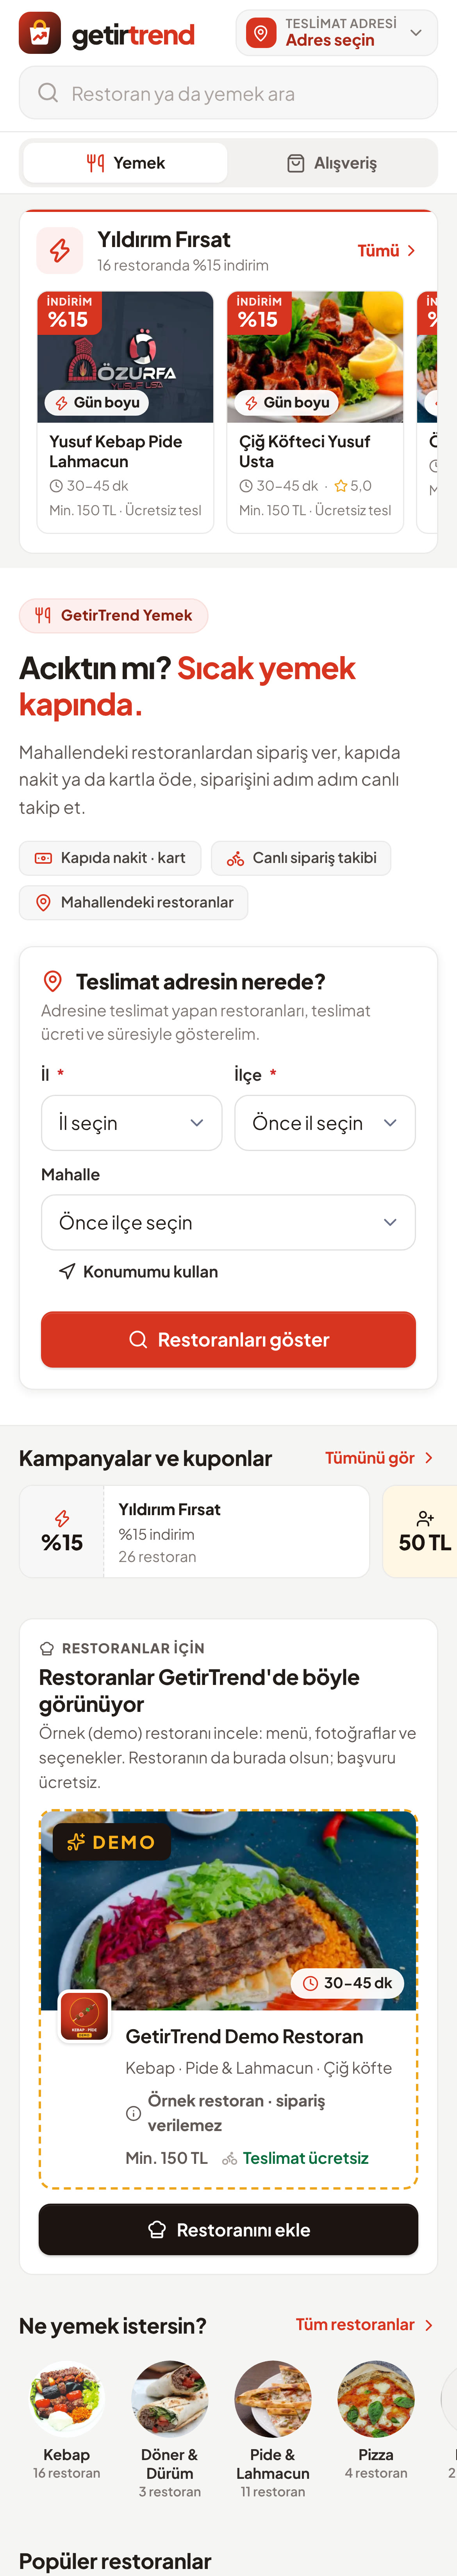 getirtrend
TESLİMAT ADRESİ
Adres seçin
Restoran ya da yemek ara
Yemek
Alışveriş
Yıldırım Fırsat
16 restoranda %15 indirim
Tümü
İNDİRİM
%15
ÖZURFA
Gün boyu
Yusuf Kebap Pide
Lahmacun
30–45 dk
Min. 150 TL · Ücretsiz tesl
İNDİRİM
%15
Gün boyu
Çiğ Köfteci Yusuf
Usta
30–45 dk · 5,0
Min. 150 TL · Ücretsiz tesl
GetirTrend Yemek
Acıktın mı? Sıcak yemek
kapında.
Mahallendeki restoranlardan sipariş ver, kapıda
nakit ya da kartla öde, siparişini adım adım canlı
takip et.
Kapıda nakit · kart
Canlı sipariş takibi
Mahallendeki restoranlar
Teslimat adresin nerede?
Adresine teslimat yapan restoranları, teslimat
ücreti ve süresiyle gösterelim.
İl *
İlçe *
İl seçin
Önce il seçin
Mahalle
Önce ilçe seçin
Konumumu kullan
Restoranları göster
Kampanyalar ve kuponlar
Tümünü gör
%15
Yıldırım Fırsat
%15 indirim
26 restoran
50 TL
RESTORANLAR İÇİN
Restoranlar GetirTrend'de böyle
görünüyor
Örnek (demo) restoranı incele: menü, fotoğraflar ve
seçenekler. Restoranın da burada olsun; başvuru
ücretsiz.
DEMO
30–45 dk
GetirTrend Demo Restoran
Kebap · Pide & Lahmacun · Çiğ köfte
Örnek restoran · sipariş
verilemez
Min. 150 TL
Teslimat ücretsiz
Restoranını ekle
Ne yemek istersin?
Tüm restoranlar
Kebap
16 restoran
Döner &
Dürüm
3 restoran
Pide &
Lahmacun
11 restoran
Pizza
4 restoran
Popüler restoranlar